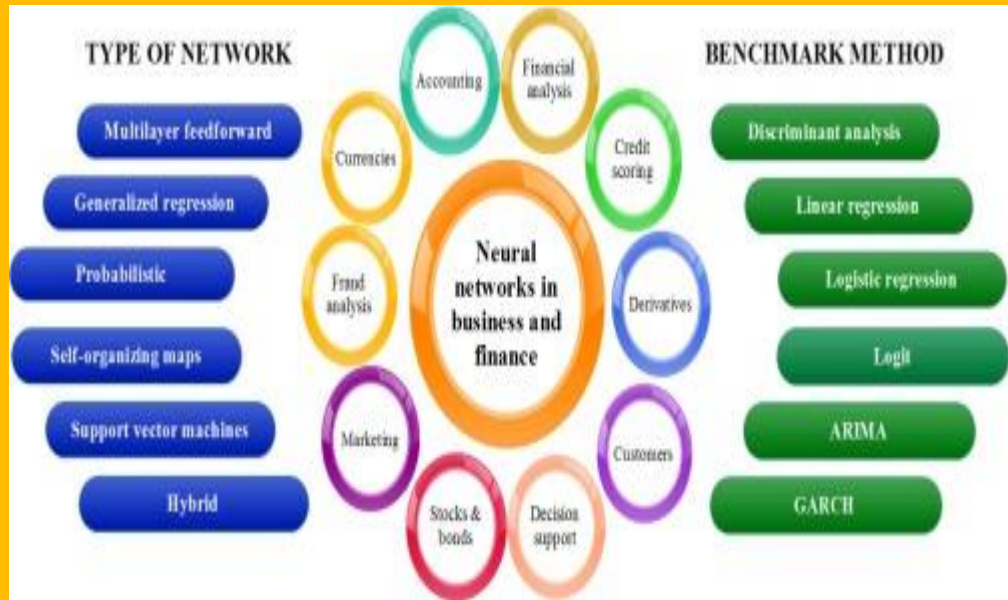 TYPE OF NETWORK
Multilayer feedforward
Generalized regression
Probabilistic
Self-organizing maps
Support vector machines
Hybrid
Accounting
Financial
analysis
Currencies
Credit
scoring
Fraud
analysis
Neural
networks in
business and
finance
Derivatives
Marketing
Customers
Stocks &
bonds
Decision
support
BENCHMARK METHOD
Discriminant analysis
Linear regression
Logistic regression
Logit
ARIMA
GARCH